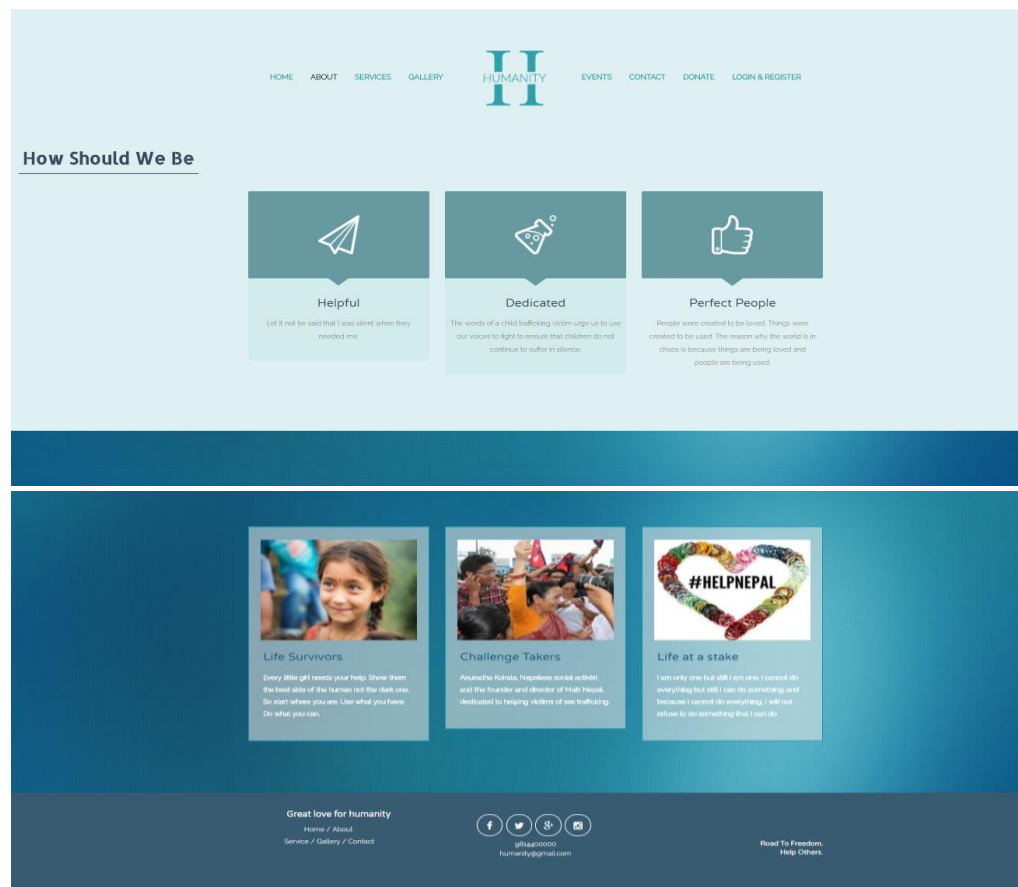 HOME ABOUT SERVICES GALLERY HUMANITY EVENTS CONTACT DONATE LOGIN & REGISTER
How Should We Be
Helpful
Let it not be said that I was silent when they
needed me.
Dedicated
The words of a child trafficking victim urge us to use
our voices to fight to ensure that children do not
continue to suffer in silence.
Perfect People
People were created to be loved. Things were
created to be used. The reason why the world is in
chaos is because things are being loved and
people are being used.
#HELPNEPAL
Life Survivors
Every little girl needs your help. Show them
the best side of the human not the dark one.
So start where you are. Use what you have.
Do what you can.
Challenge Takers
Anuradha Koirala, Nepalese social activist
and the founder and director of Maiti Nepal,
dedicated to helping victims of sex trafficking.
Life at a stake
I am only one but still I am one. I cannot do
everything but still I can do something; and
because I cannot do everything, I will not
refuse to do something that I can do.
Great love for humanity
Home / About
Service / Gallery / Contact
9814400000
humanity@gmail.com
Road To Freedom,
Help Others.